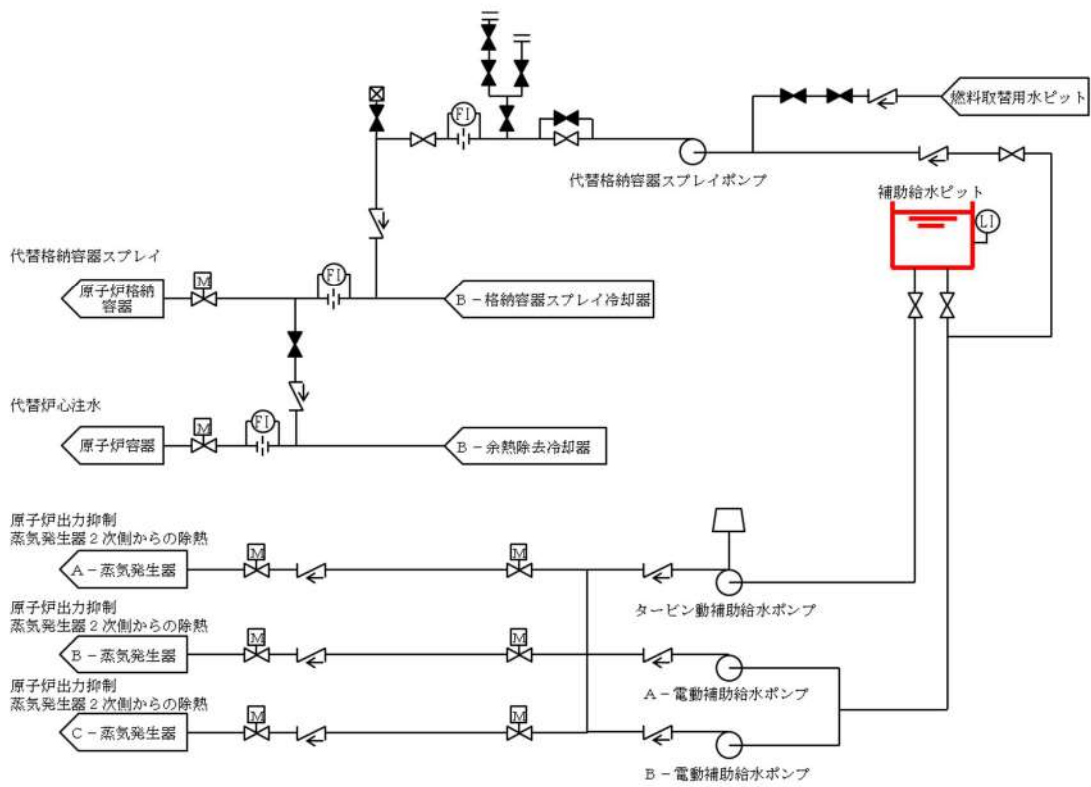 FI
燃料取替用水ピット
代替格納容器スプレイポンプ
補助給水ピット
LI
代替格納容器スプレイ
M
FI
原子炉格納
容器
B－格納容器スプレイ冷却器
代替炉心注水
M
FI
原子炉容器
B－余熱除去冷却器
原子炉出力抑制
蒸気発生器２次側からの除熱
M
M
A－蒸気発生器
タービン動補助給水ポンプ
原子炉出力抑制
蒸気発生器２次側からの除熱
M
M
B－蒸気発生器
A－電動補助給水ポンプ
原子炉出力抑制
蒸気発生器２次側からの除熱
M
M
C－蒸気発生器
B－電動補助給水ポンプ